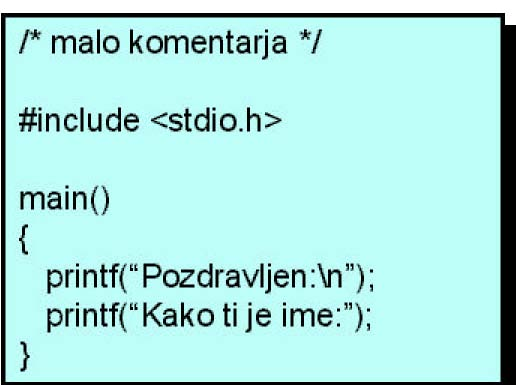 /* malo komentarja */
#include <stdio.h>
main()
{
printf(“Pozdravljen:\n”);
printf(“Kako ti je ime:”);
}